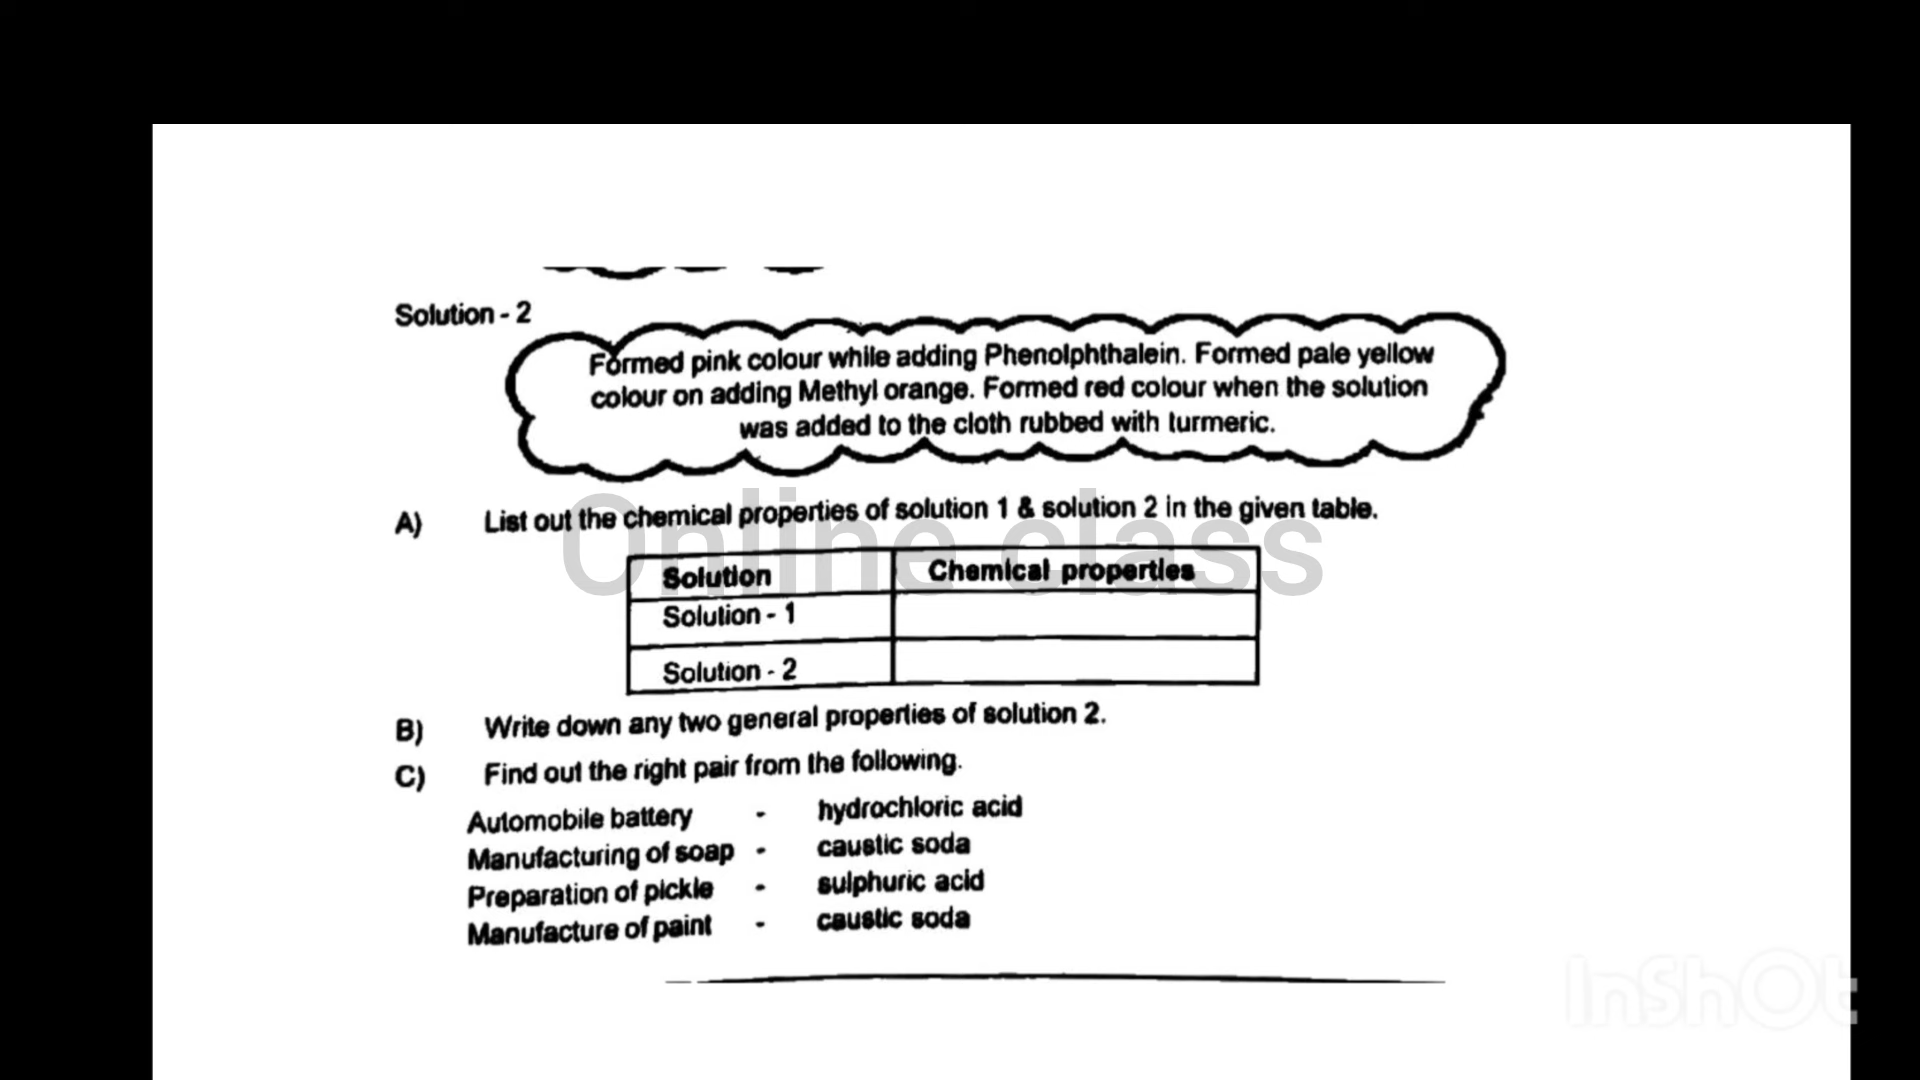 Solution - 2
Formed pink colour while adding Phenolphthalein. Formed pale yellow
colour on adding Methyl orange. Formed red colour when the solution
was added to the cloth rubbed with turmeric.
A) List out the chemical properties of solution 1 & solution 2 in the given table.
Online class
Solution Chemical properties
Solution - 1
Solution - 2
B) Write down any two general properties of solution 2.
C) Find out the right pair from the following.
Automobile battery - hydrochloric acid
Manufacturing of soap - caustic soda
Preparation of pickle - sulphuric acid
Manufacture of paint - caustic soda
InShOt